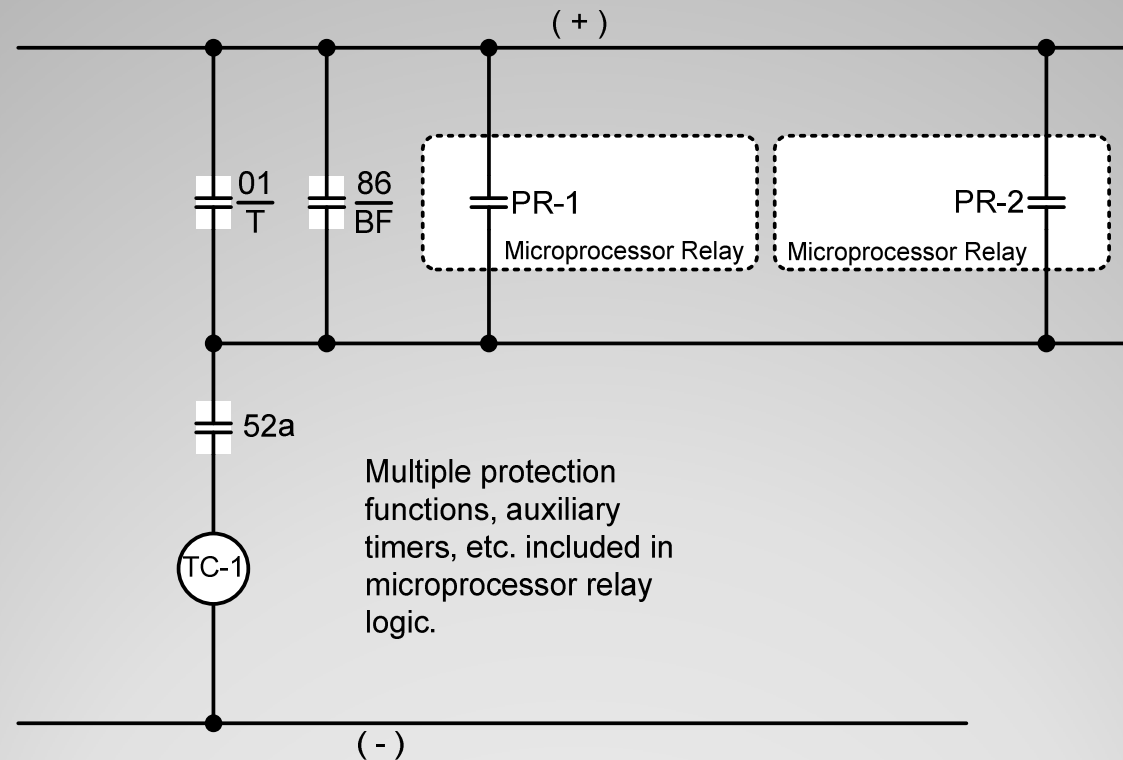 ( + )
01
T
86
BF
PR-1
Microprocessor Relay
PR-2
Microprocessor Relay
52a
Multiple protection
functions, auxiliary
timers, etc. included in
microprocessor relay
logic.
TC-1
( - )